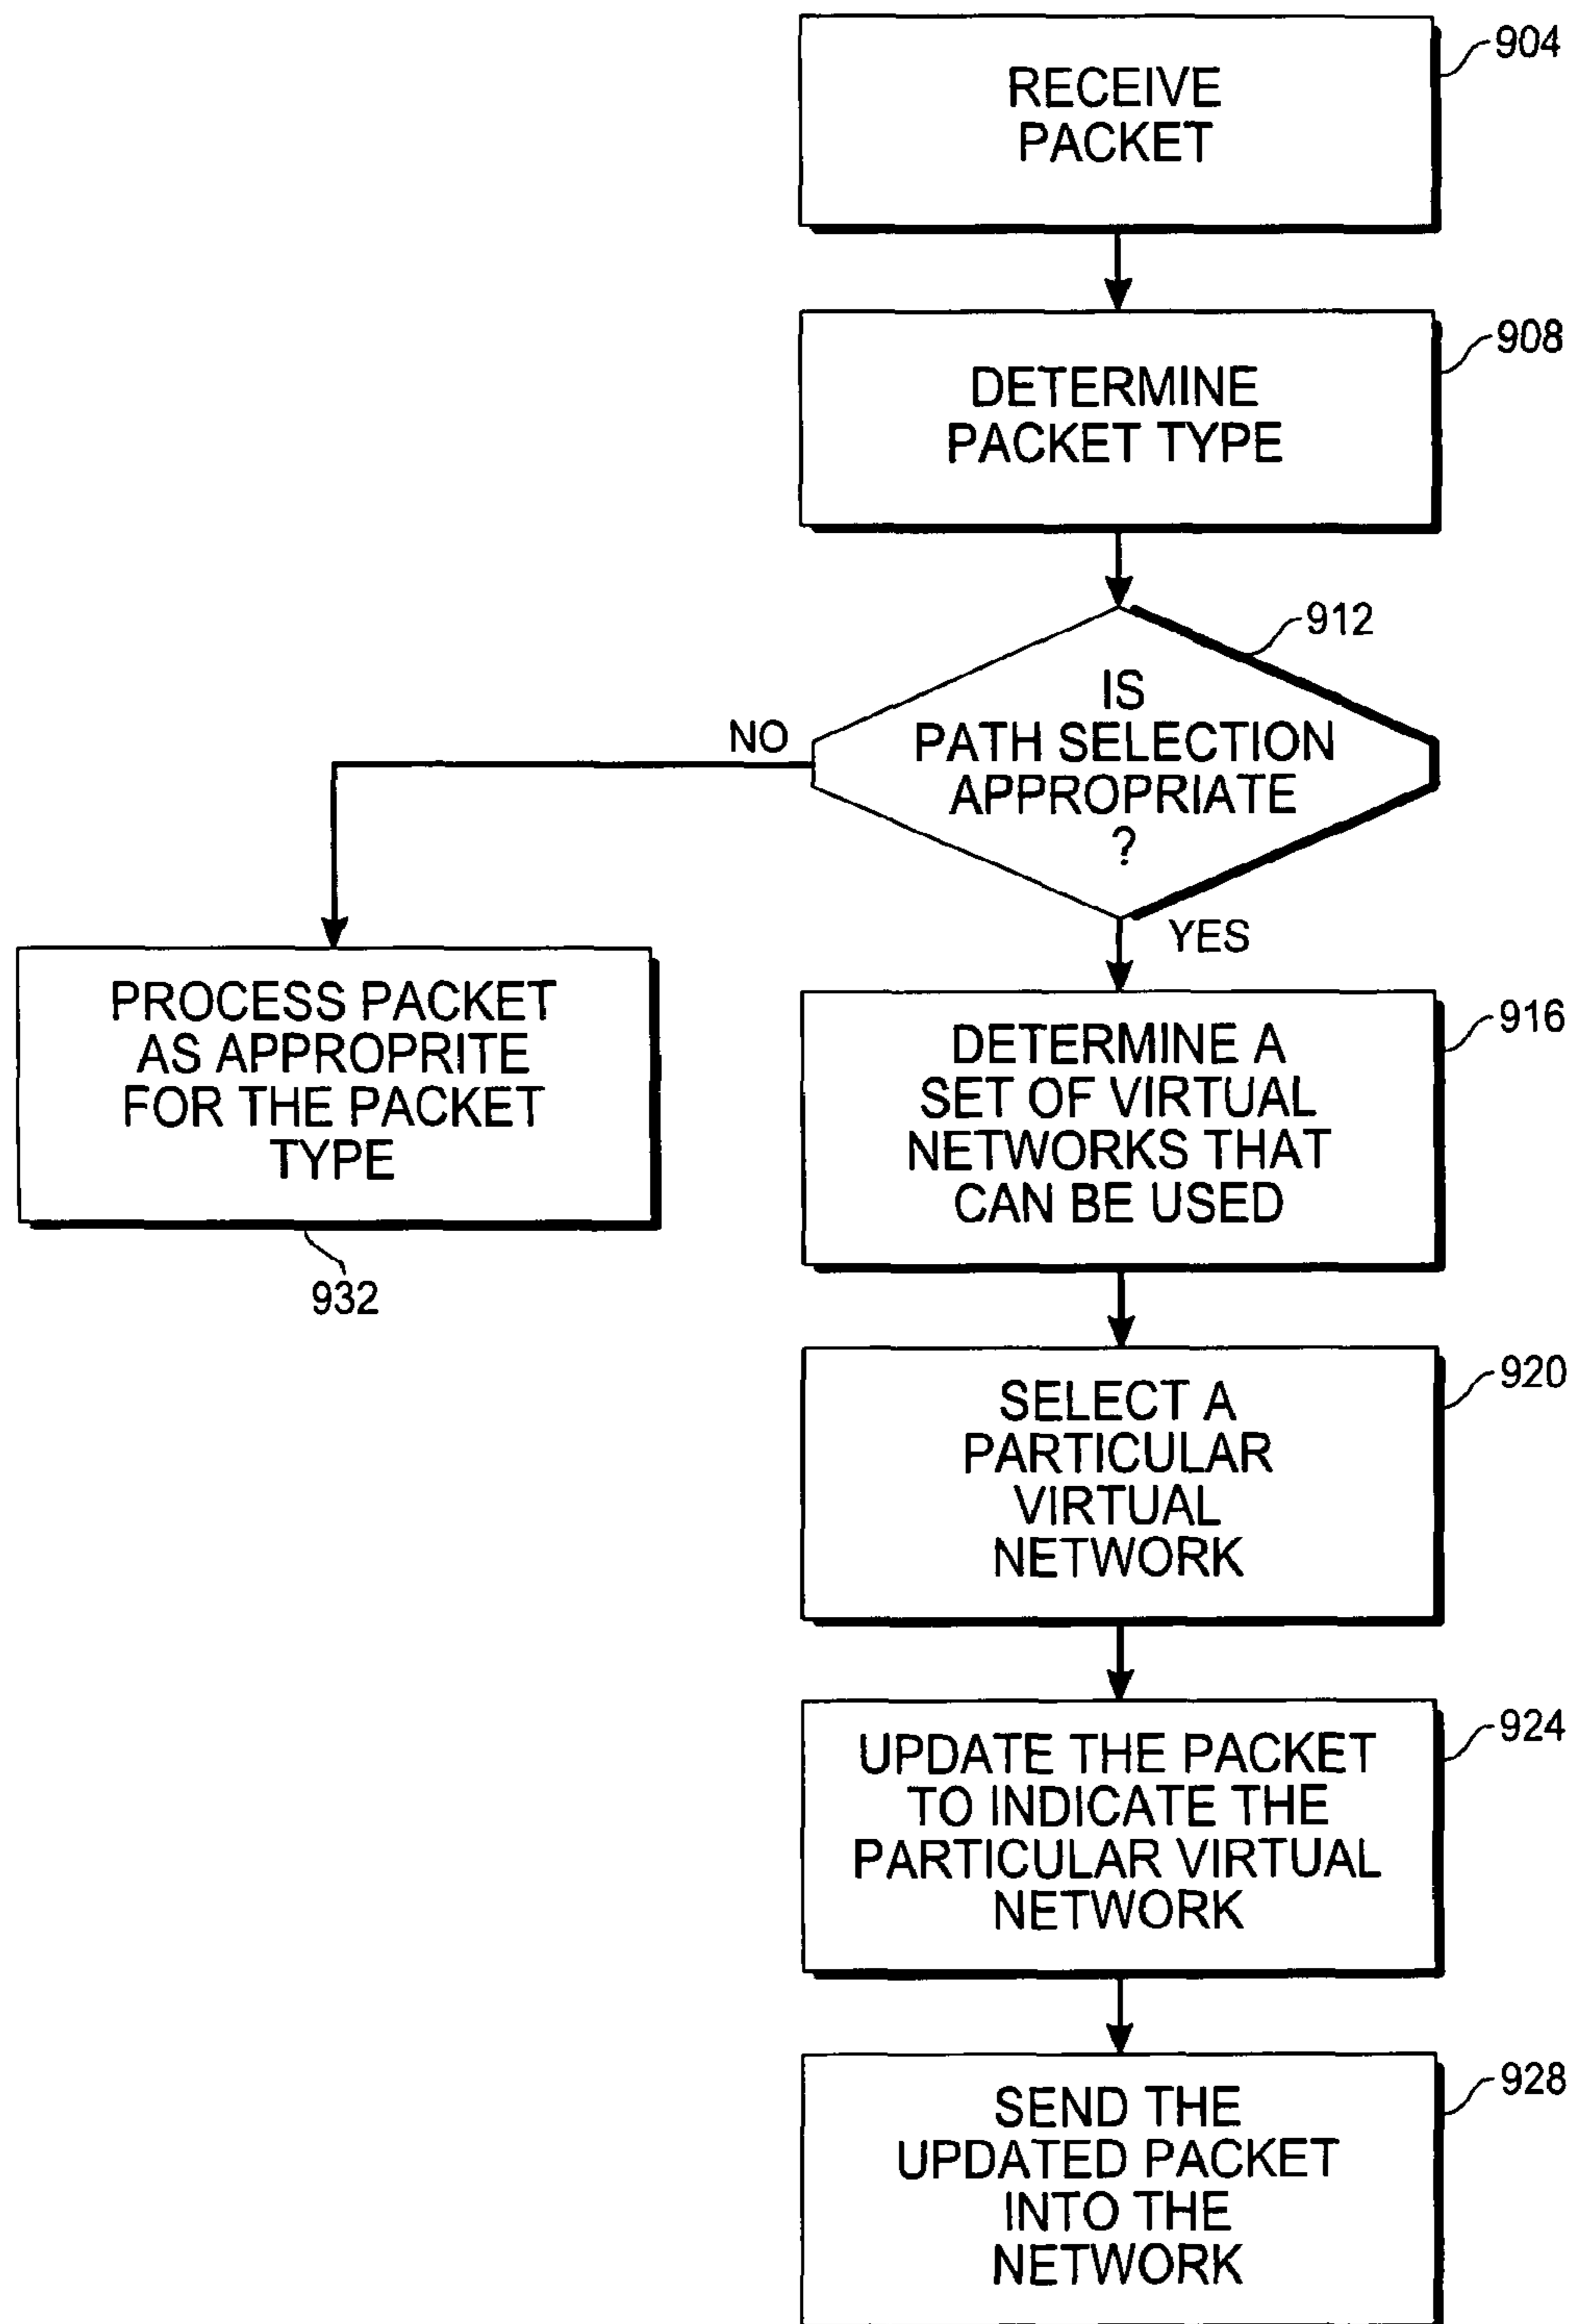 RECEIVE
PACKET
904
DETERMINE
PACKET TYPE
908
912
IS
PATH SELECTION
APPROPRIATE
?
NO
YES
PROCESS PACKET
AS APPROPRITE
FOR THE PACKET
TYPE
932
DETERMINE A
SET OF VIRTUAL
NETWORKS THAT
CAN BE USED
916
SELECT A
PARTICULAR
VIRTUAL
NETWORK
920
UPDATE THE PACKET
TO INDICATE THE
PARTICULAR VIRTUAL
NETWORK
924
SEND THE
UPDATED PACKET
INTO THE
NETWORK
928